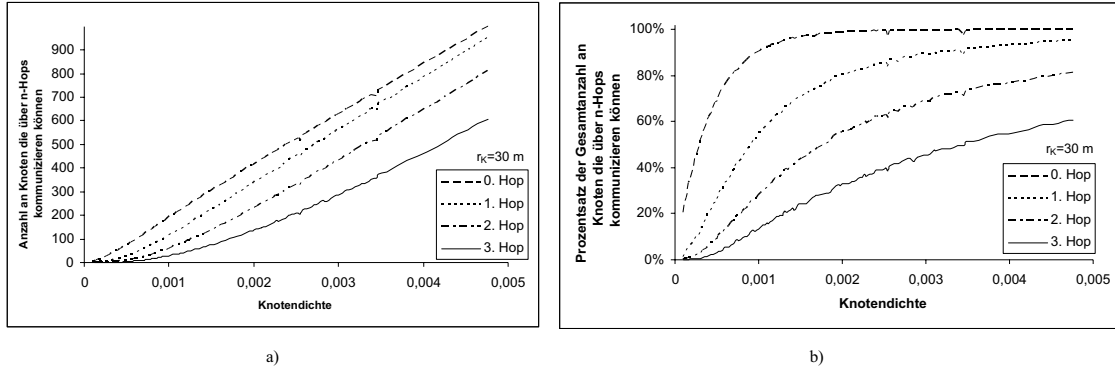 Anzahl an Knoten die über n-Hops
kommunizieren können
900
800
700
600
500
400
300
200
100
0
0
0,001
0,002
0,003
0,004
0,005
Knotendichte
rK=30 m
0. Hop
1. Hop
2. Hop
3. Hop
a)
Prozentsatz der Gesamtanzahl an
Knoten die über n-Hops
kommunizieren können
100%
80%
60%
40%
20%
0%
0
0,001
0,002
0,003
0,004
0,005
Knotendichte
rK=30 m
0. Hop
1. Hop
2. Hop
3. Hop
b)